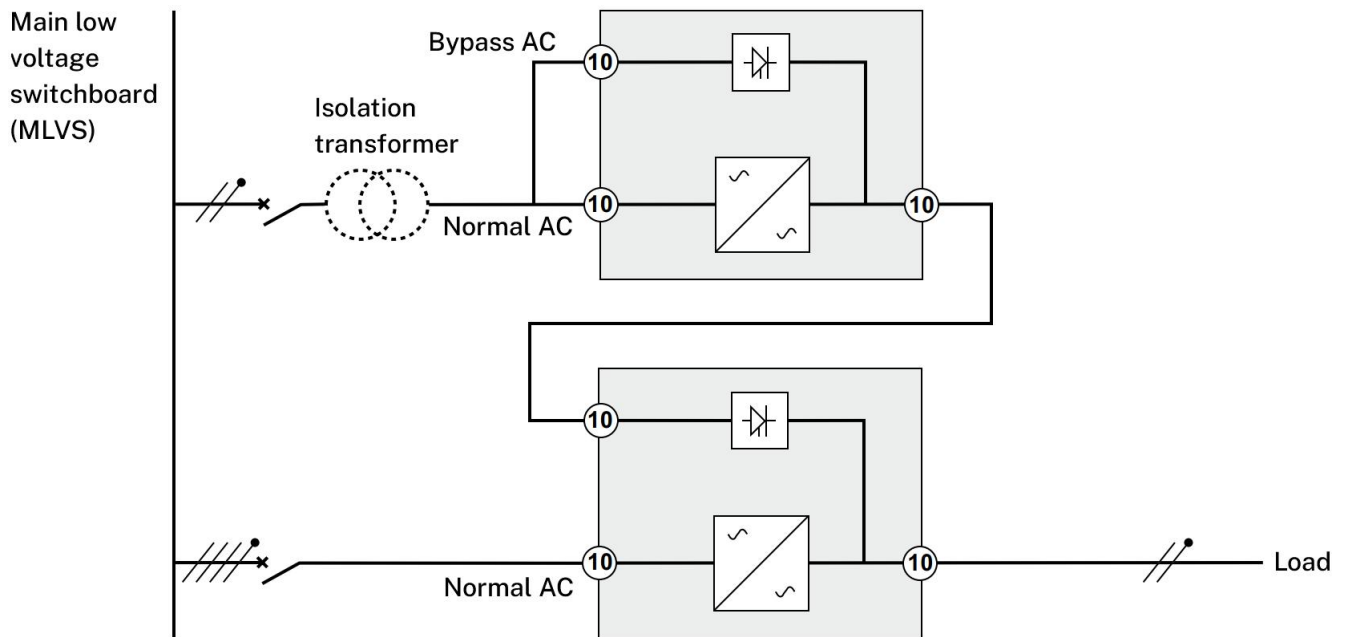 Main low
voltage
switchboard
(MLVS)
Bypass AC
10
Isolation
transformer
Normal AC
10
10
10
Normal AC
10
10
Load